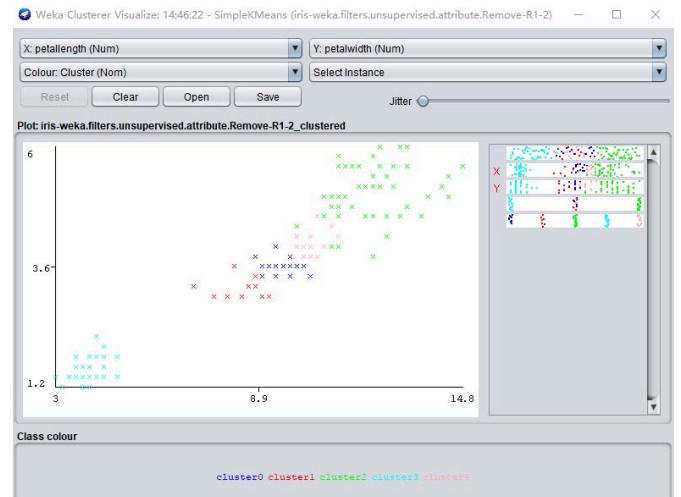 Weka Clusterer Visualize: 14:46:22 - SimpleKMeans (iris-weka.filters.unsupervised.attribute.Remove-R1-2)
X: petallength (Num) Y: petalwidth (Num)
Colour: Cluster (Nom) Select Instance
Reset Clear Open Save Jitter
Plot: iris-weka.filters.unsupervised.attribute.Remove-R1-2_clustered
6
3.6
1.2
3 8.9 14.8
X
Y
Class colour
cluster0 cluster1 cluster2 cluster3 cluster4